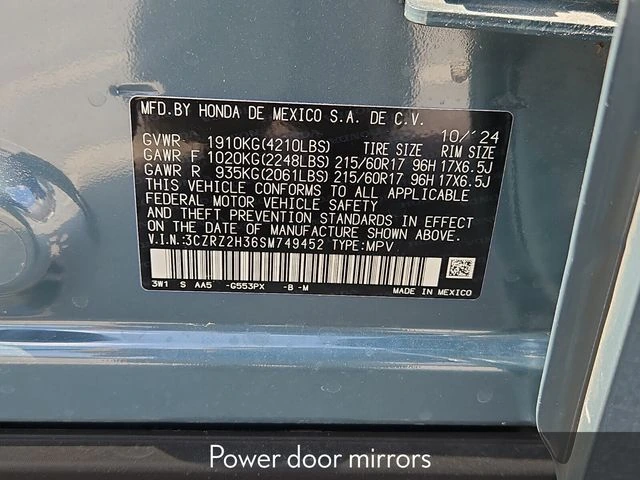 MFD.BY HONDA DE MEXICO S.A. DE C.V.
10/'24
GVWR 1910KG(4210LBS) TIRE SIZE RIM SIZE
GAWR F 1020KG(2248LBS) 215/60R17 96H 17X6.5J
GAWR R 935KG(2061LBS) 215/60R17 96H 17X6.5J
THIS VEHICLE CONFORMS TO ALL APPLICABLE
FEDERAL MOTOR VEHICLE SAFETY
AND THEFT PREVENTION STANDARDS IN EFFECT
ON THE DATE OF MANUFACTURE SHOWN ABOVE.
V.I.N:3CZRZ2H36SM749452 TYPE:MPV
3W1 S AA5 -G553PX -B -M MADE IN MEXICO
Power door mirrors